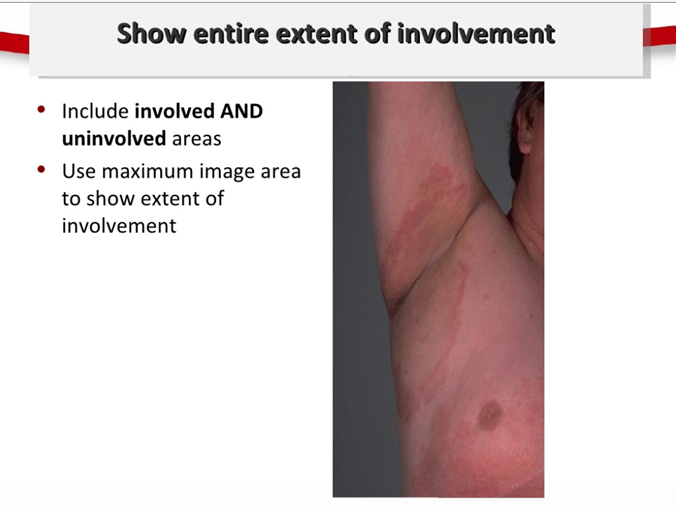 Show entire extent of involvement
• Include involved AND
uninvolved areas
• Use maximum image area
to show extent of
involvement